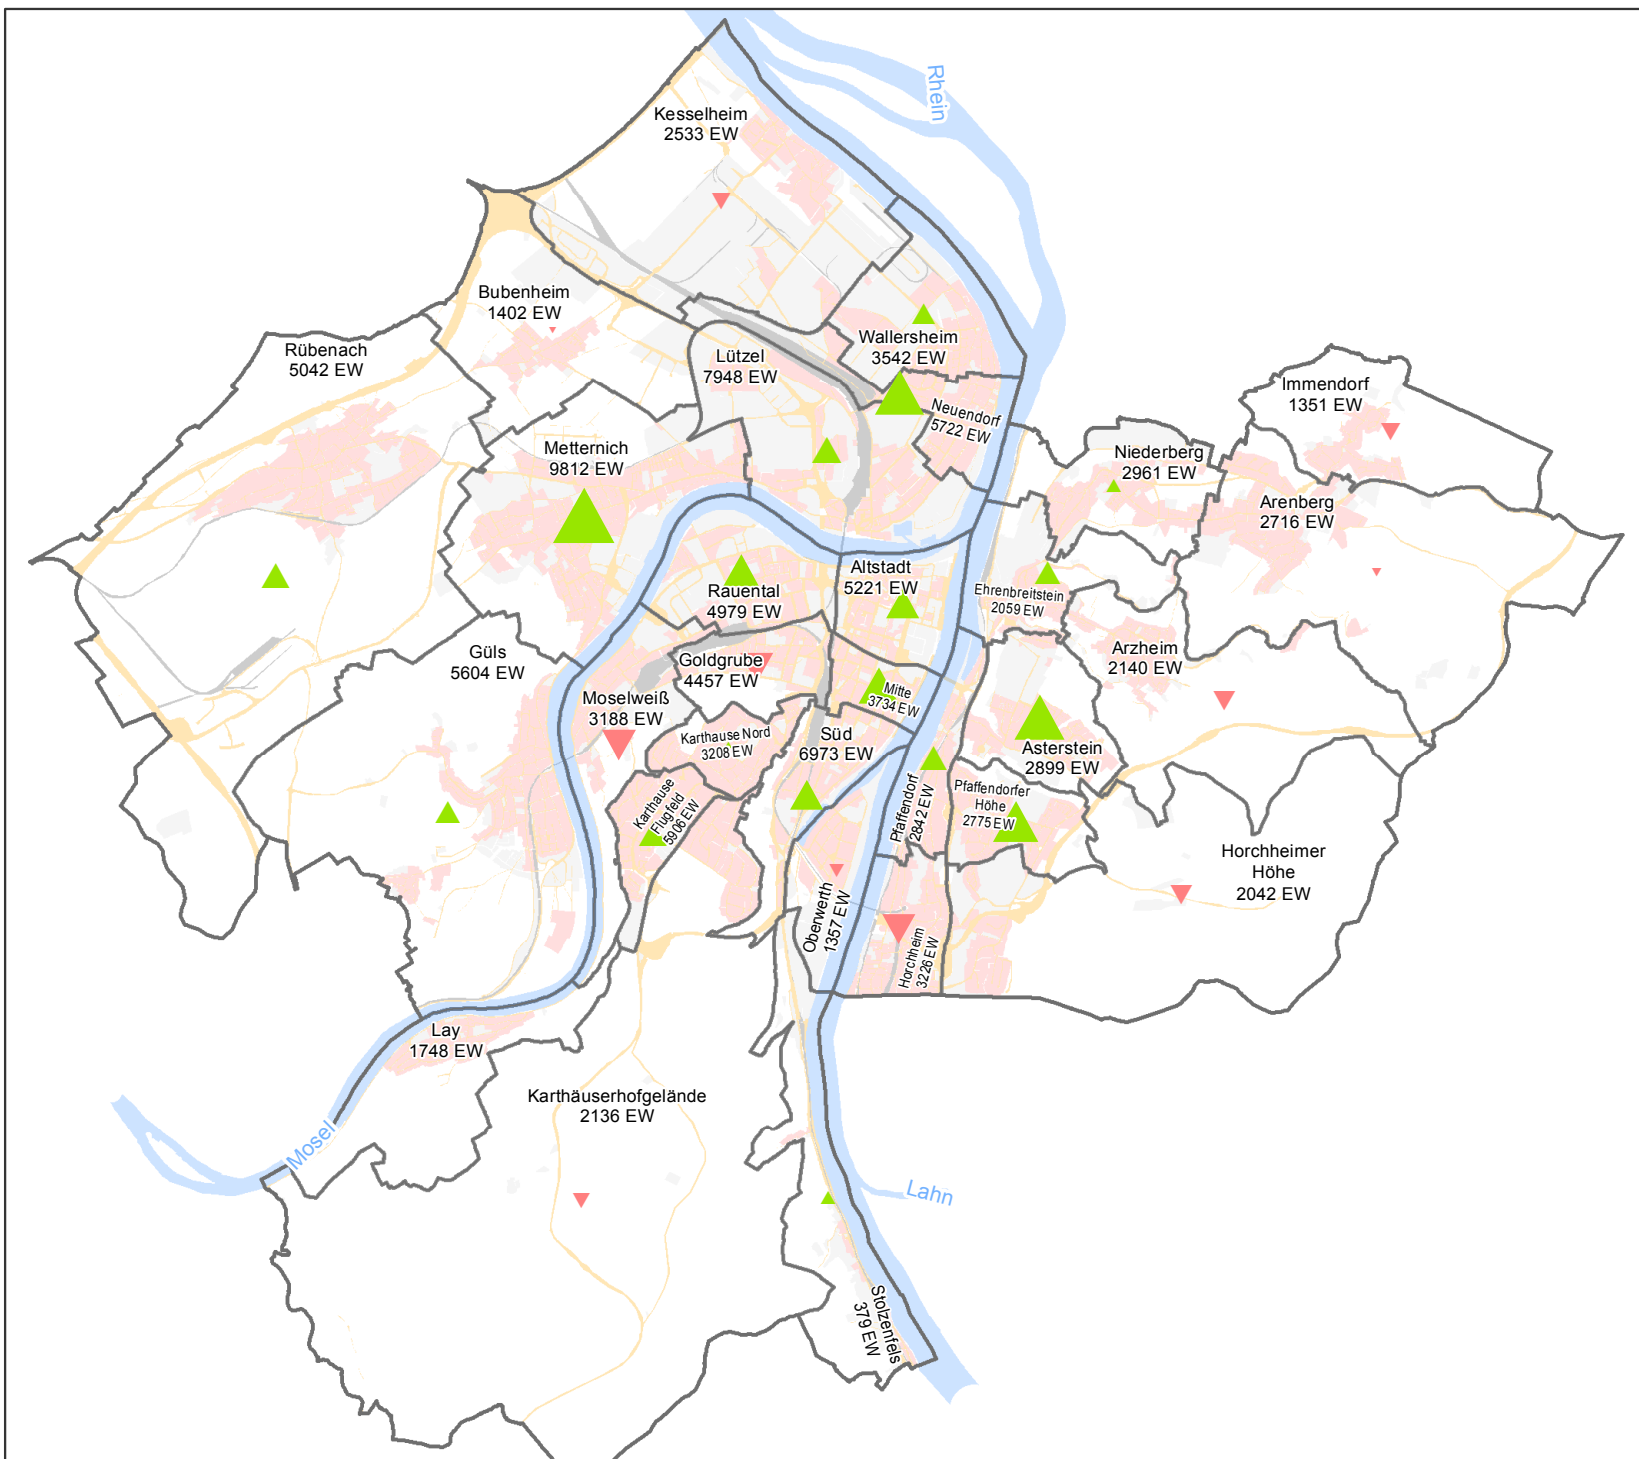 Rhein
Kesselheim
2533 EW
Bubenheim
1402 EW
Rübenach
5042 EW
Lützel
7948 EW
Wallersheim
3542 EW
Neuendorf
5722 EW
Immendorf
1351 EW
Metternich
9812 EW
Niederberg
2961 EW
Arenberg
2716 EW
Altstadt
5221 EW
Rauental
4979 EW
Ehrenbreitstein
2059 EW
Güls
5604 EW
Goldgrube
4457 EW
Arzheim
2140 EW
Moselweiß
3188 EW
Mitte
3734 EW
Karthause Nord
3208 EW
Süd
6973 EW
Asterstein
2899 EW
Karthause
Flugfeld
5906 EW
Pfaffendorf
2842 EW
Pfaffendorfer
Höhe
2775 EW
Horchheimer
Höhe
2042 EW
Oberwerth
1357 EW
Horchheim
3226 EW
Lay
1748 EW
Karthäuserhofgelände
2136 EW
Mosel
Lahn
Stolzenfels
379 EW